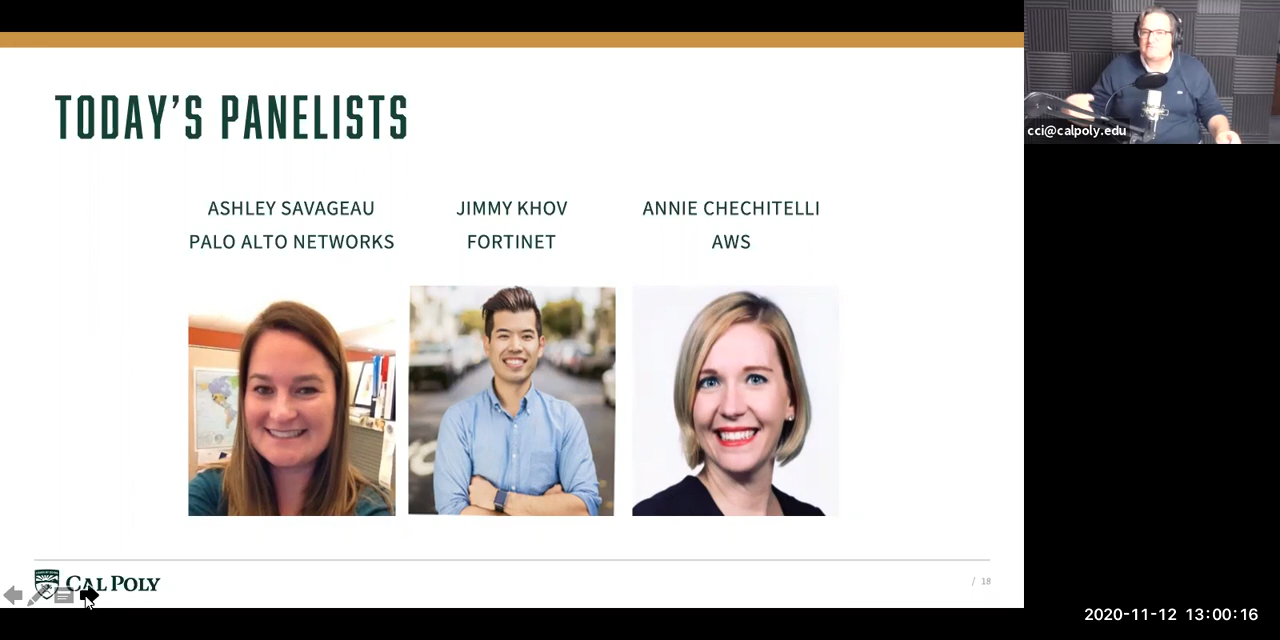 TODAY'S PANELISTS
ASHLEY SAVAGEAU
PALO ALTO NETWORKS
JIMMY KHOV
FORTINET
ANNIE CHECHITELLI
AWS
CAL POLY
/ 18
cci@calpoly.edu
2020-11-12 13:00:16